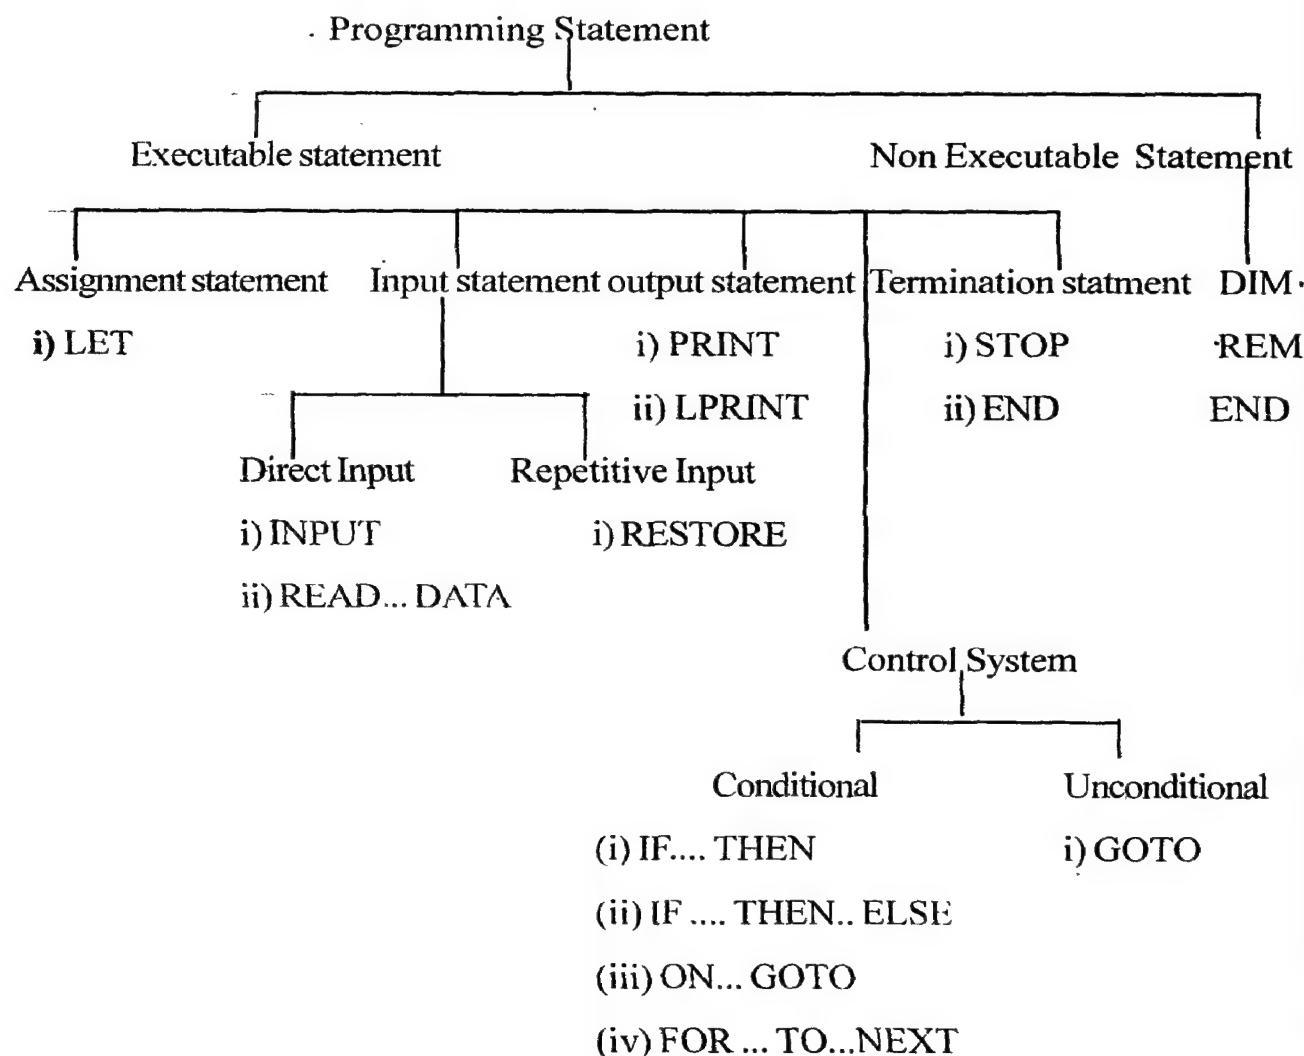 Programming Statement
Executable statement
Non Executable Statement
Assignment statement
Input statement
output statement
Termination statment
DIM
i) LET
i) PRINT
i) STOP
REM
ii) LPRINT
ii) END
END
Direct Input
Repetitive Input
i) INPUT
i) RESTORE
ii) READ... DATA
Control System
Conditional
Unconditional
(i) IF.... THEN
i) GOTO
(ii) IF .... THEN.. ELSE
(iii) ON... GOTO
(iv) FOR ... TO...NEXT